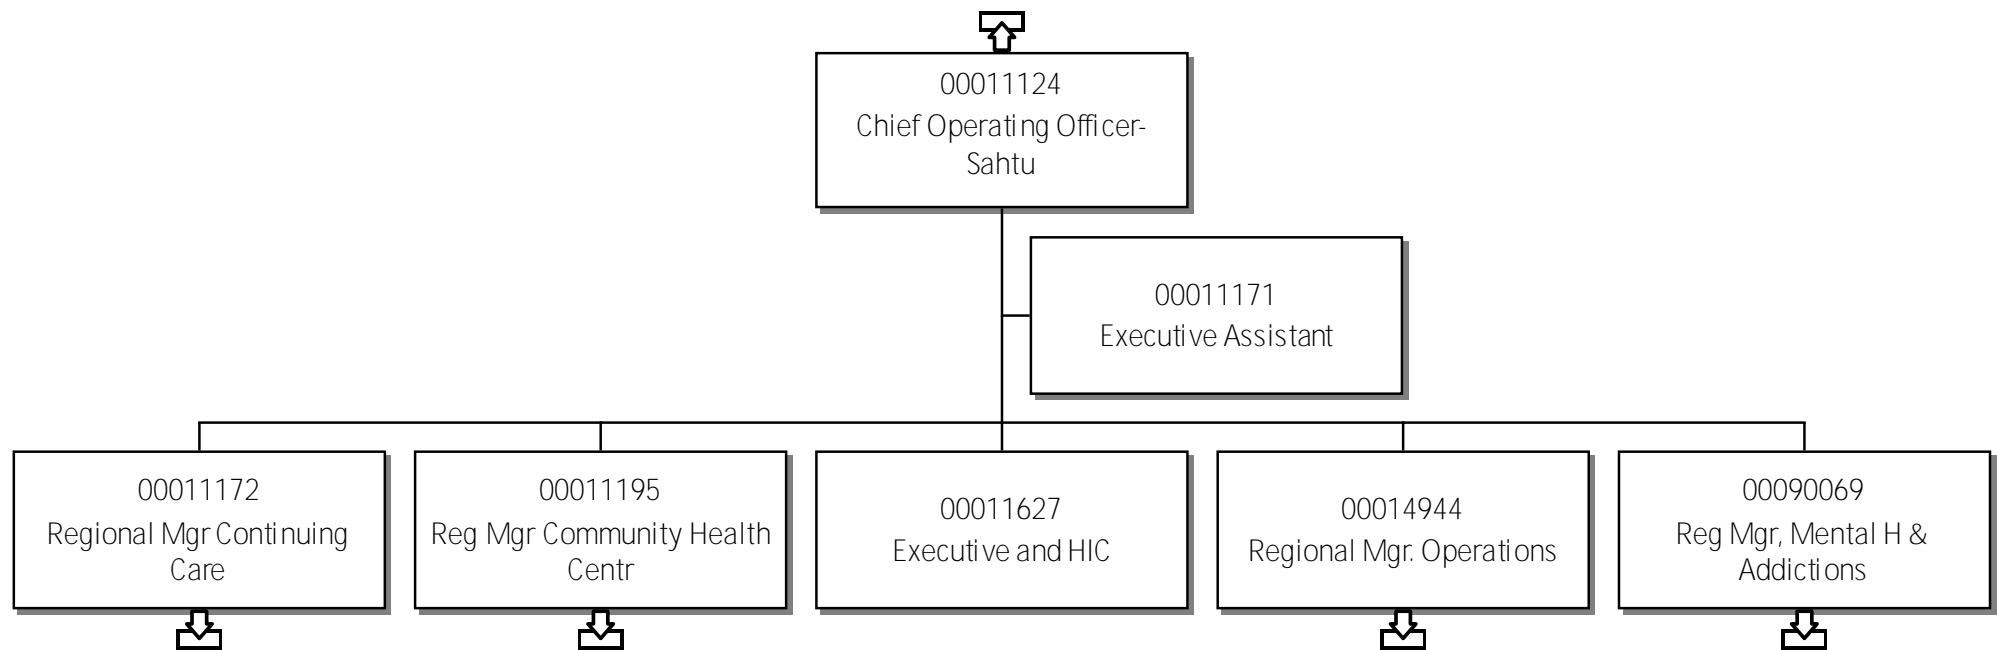 00011124
Chief Operating Officer-
Sahtu
00011171
Executive Assistant
00011172
Regional Mgr Continuing
Care
00011195
Reg Mgr Community Health
Centr
00011627
Executive and HIC
00014944
Regional Mgr. Operations
00090069
Reg Mgr, Mental H &
Addictions